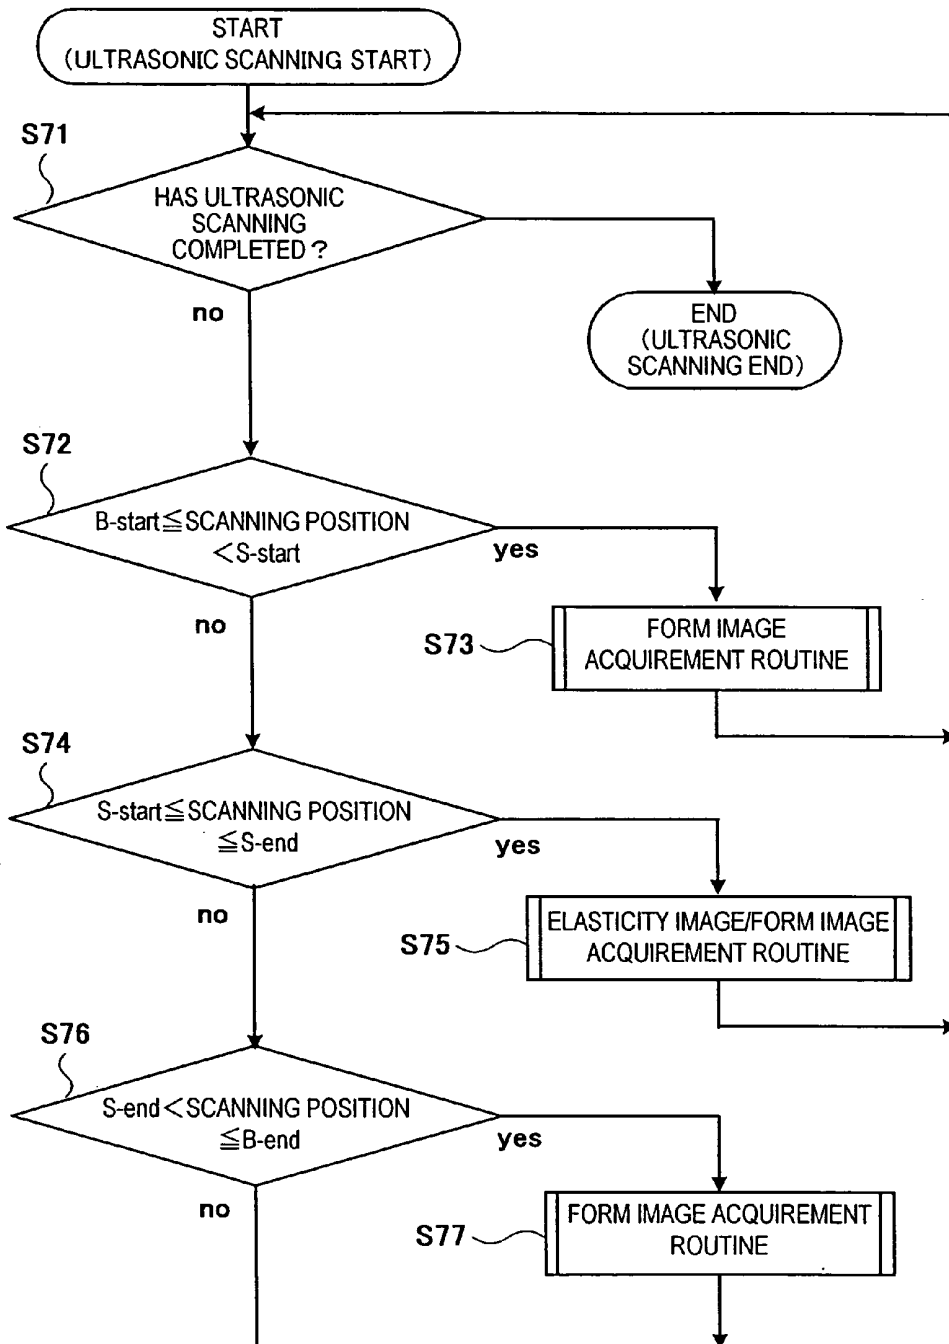 START
(ULTRASONIC SCANNING START)
S71
HAS ULTRASONIC
SCANNING
COMPLETED ?
no
END
(ULTRASONIC
SCANNING END)
S72
B-start≦SCANNING POSITION
<S-start
yes
no
S73
FORM IMAGE
ACQUIREMENT ROUTINE
S74
S-start≦SCANNING POSITION
≦S-end
yes
no
S75
ELASTICITY IMAGE/FORM IMAGE
ACQUIREMENT ROUTINE
S76
S-end<SCANNING POSITION
≦B-end
yes
no
S77
FORM IMAGE ACQUIREMENT
ROUTINE